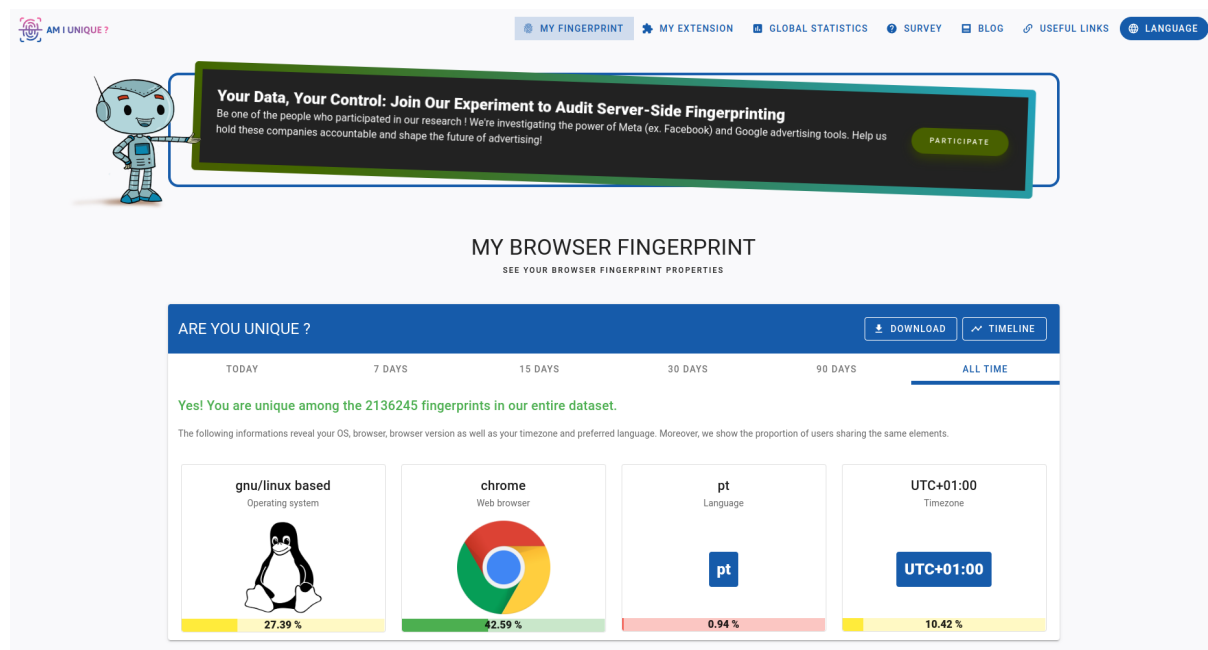 AM I UNIQUE ?
MY FINGERPRINT
MY EXTENSION
GLOBAL STATISTICS
SURVEY
BLOG
USEFUL LINKS
LANGUAGE
Your Data, Your Control: Join Our Experiment to Audit Server-Side Fingerprinting
Be one of the people who participated in our research ! We're investigating the power of Meta (ex. Facebook) and Google advertising tools. Help us
hold these companies accountable and shape the future of advertising!
PARTICIPATE
MY BROWSER FINGERPRINT
SEE YOUR BROWSER FINGERPRINT PROPERTIES
ARE YOU UNIQUE ?
DOWNLOAD
TIMELINE
TODAY
7 DAYS
15 DAYS
30 DAYS
90 DAYS
ALL TIME
Yes! You are unique among the 2136245 fingerprints in our entire dataset.
The following informations reveal your OS, browser, browser version as well as your timezone and preferred language. Moreover, we show the proportion of users sharing the same elements.
gnu/linux based
Operating system
27.39 %
chrome
Web browser
42.59 %
pt
Language
pt
0.94 %
UTC+01:00
Timezone
UTC+01:00
10.42 %